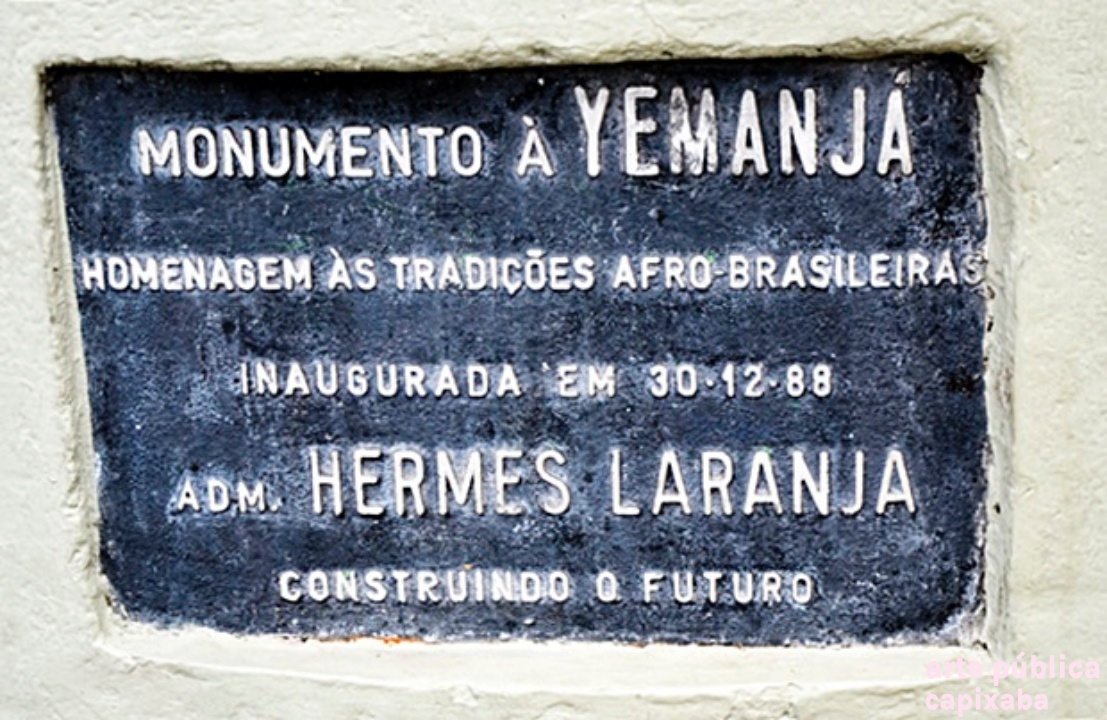 MONUMENTO À YEMANJÁ
HOMENAGEM ÀS TRADIÇÕES AFRO-BRASILEIRAS
INAUGURADA EM 30·12·88
ADM. HERMES LARANJA
CONSTRUINDO O FUTURO
arte pública
capixaba